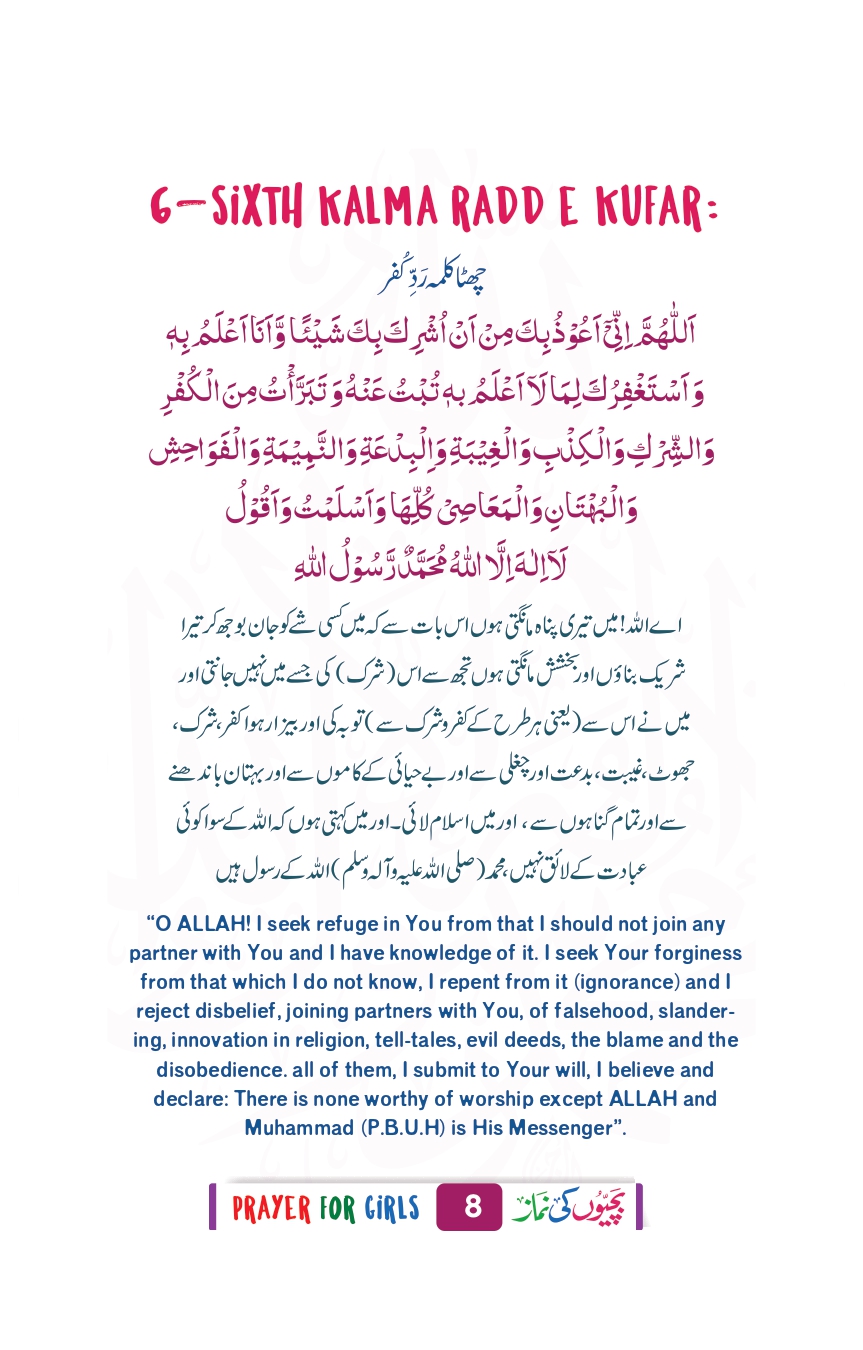 6-SIXTH KALMA RADD E KUFAR:
چھٹا کلمہ رَدِّ کُفر
اَللّٰهُمَّ اِنِّیْۤ اَعُوْذُ بِكَ مِنْ اَنْ اُشْرِكَ بِكَ شَیْئًا وَّاَنَا اَعْلَمُ بِهٖ
وَ اَسْتَغْفِرُكَ لِمَا لَاۤ اَعْلَمُ بِهٖ تُبْتُ عَنْهُ وَ تَبَرَّأْتُ مِنَ الْكُفْرِ
وَالشِّرْكِ وَالْكِذْبِ وَالْغِیْبَةِ وَالْبِدْعَةِ وَالنَّمِیْمَةِ وَالْفَوَاحِشِ
وَالْبُهْتَانِ وَالْمَعَاصِیْ كُلِّهَا وَاَسْلَمْتُ وَاَقُوْلُ
لَاۤ اِلٰهَ اِلَّا اللهُ مُحَمَّدٌ رَّسُوْلُ اللهِ
اے اللہ! میں تیری پناہ مانگتی ہوں اس بات سے کہ میں کسی شے کو جان بوجھ کر تیرا
شریک بناؤں اور بخشش مانگتی ہوں تجھ سے اس (شرک) کی جسے میں نہیں جانتی اور
میں نے اس سے (یعنی ہر طرح کے کفر و شرک سے) توبہ کی اور بیزار ہوا کفر، شرک،
جھوٹ، غیبت، بدعت اور چغلی سے اور بے حیائی کے کاموں سے اور بہتان باندھنے
سے اور تمام گناہوں سے، اور میں اسلام لائی۔ اور میں کہتی ہوں کہ اللہ کے سوا کوئی
عبادت کے لائق نہیں، محمد (صلی اللہ علیہ وآلہ وسلم) اللہ کے رسول ہیں
“O ALLAH! I seek refuge in You from that I should not join any
partner with You and I have knowledge of it. I seek Your forginess
from that which I do not know, I repent from it (ignorance) and I
reject disbelief, joining partners with You, of falsehood, slander-
ing, innovation in religion, tell-tales, evil deeds, the blame and the
disobedience. all of them, I submit to Your will, I believe and
declare: There is none worthy of worship except ALLAH and
Muhammad (P.B.U.H) is His Messenger”.
PRAYER FOR GIRLS 8 بچیّوں کی نماز